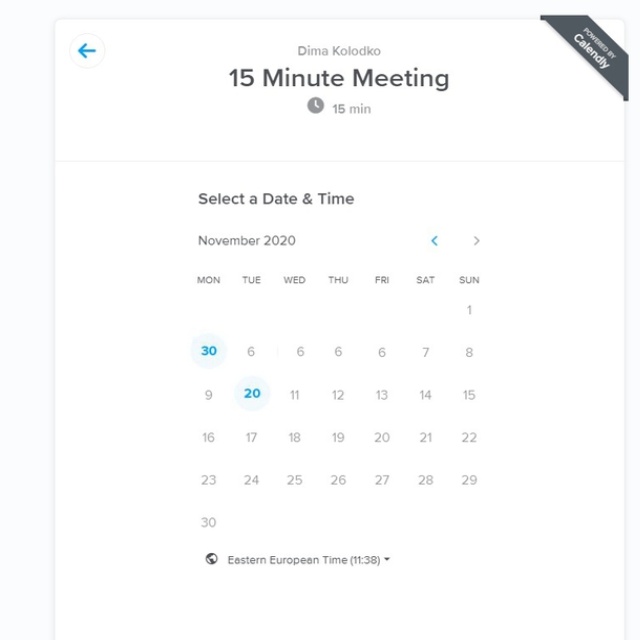 Dima Kolodko
15 Minute Meeting
15 min
POWERED BY
Calendly
Select a Date & Time
November 2020
MON TUE WED THU FRI SAT SUN
1
30 6 6 6 6 7 8
9 20 11 12 13 14 15
16 17 18 19 20 21 22
23 24 25 26 27 28 29
30
Eastern European Time (11:38)